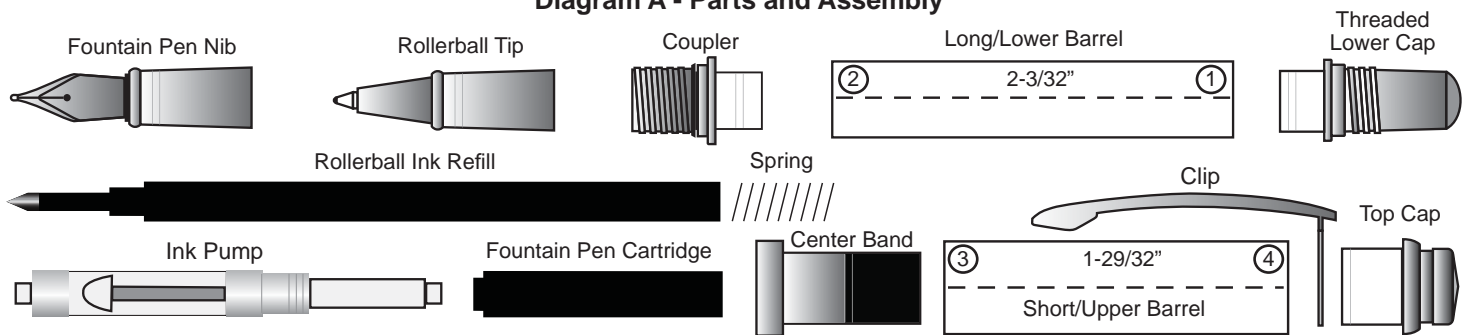 Diagram A - Parts and Assembly
Fountain Pen Nib
Rollerball Tip
Coupler
Long/Lower Barrel
Threaded
Lower Cap
2 2-3/32” 1
Rollerball Ink Refill
Spring
Clip
Ink Pump
Fountain Pen Cartridge
Center Band
Top Cap
3 1-29/32” 4
Short/Upper Barrel